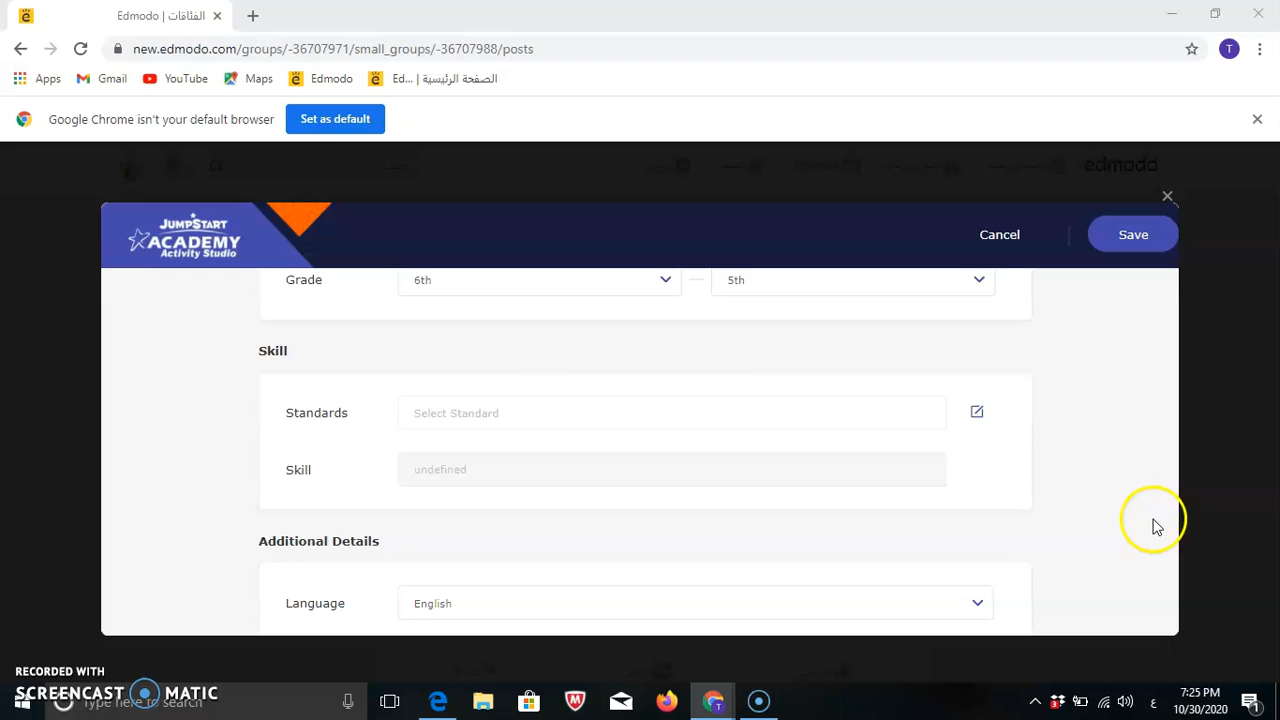 Edmodo | الفئاقات
new.edmodo.com/groups/-36707971/small_groups/-36707988/posts
T
Apps
Gmail
YouTube
Maps
Edmodo
Ed... | الصفحة الرئيسية
Google Chrome isn't your default browser
Set as default
edmodo
JUMPSTART
ACADEMY
Activity Studio
Cancel
Save
Grade
6th
5th
Skill
Standards
Select Standard
Skill
undefined
Additional Details
Language
English
RECORDED WITH
SCREENCAST MATIC
Type here to search
7:25 PM
ع
10/30/2020
1